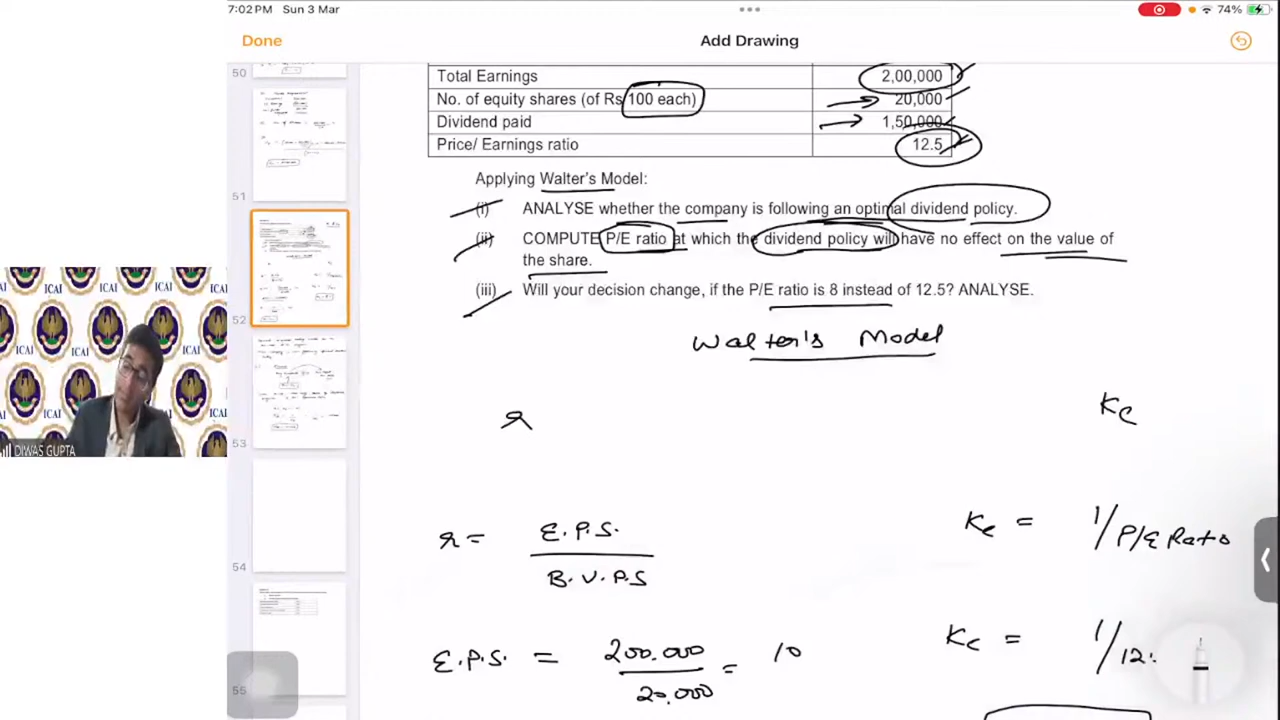 7:02 PM Sun 3 Mar
74%
Done
Add Drawing
50
51
52
53
54
55
Total Earnings 2,00,000
No. of equity shares (of Rs 100 each) 20,000
Dividend paid 1,50,000
Price/ Earnings ratio 12.5
Applying Walter's Model:
(i) ANALYSE whether the company is following an optimal dividend policy.
(ii) COMPUTE P/E ratio at which the dividend policy will have no effect on the value of
the share.
(iii) Will your decision change, if the P/E ratio is 8 instead of 12.5? ANALYSE.
Walter's Model
r Ke
r = E.P.S. Ke = 1/P/E Ratio
B.V.P.S
E.P.S. = 200.000 = 10 Ke = 1/12.
20.000
ICAI ICAI ICAI
ICAI ICAI
ICAI
DIWAS GUPTA